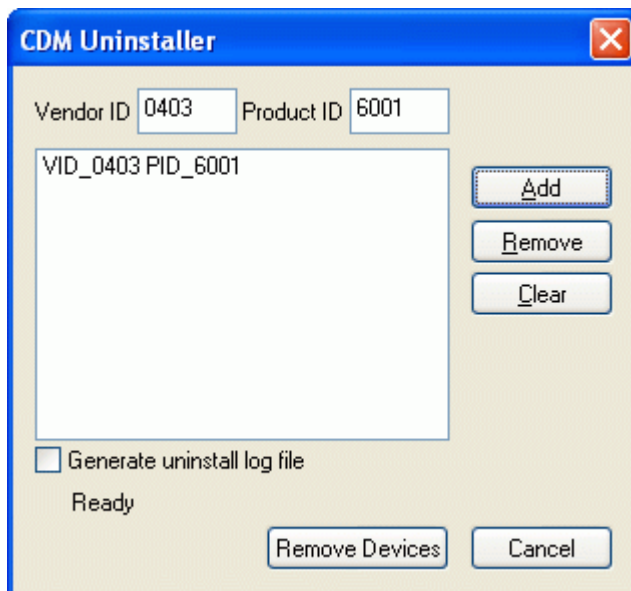 CDM Uninstaller
Vendor ID 0403 Product ID 6001
VID_0403 PID_6001
Add
Remove
Clear
Generate uninstall log file
Ready
Remove Devices Cancel